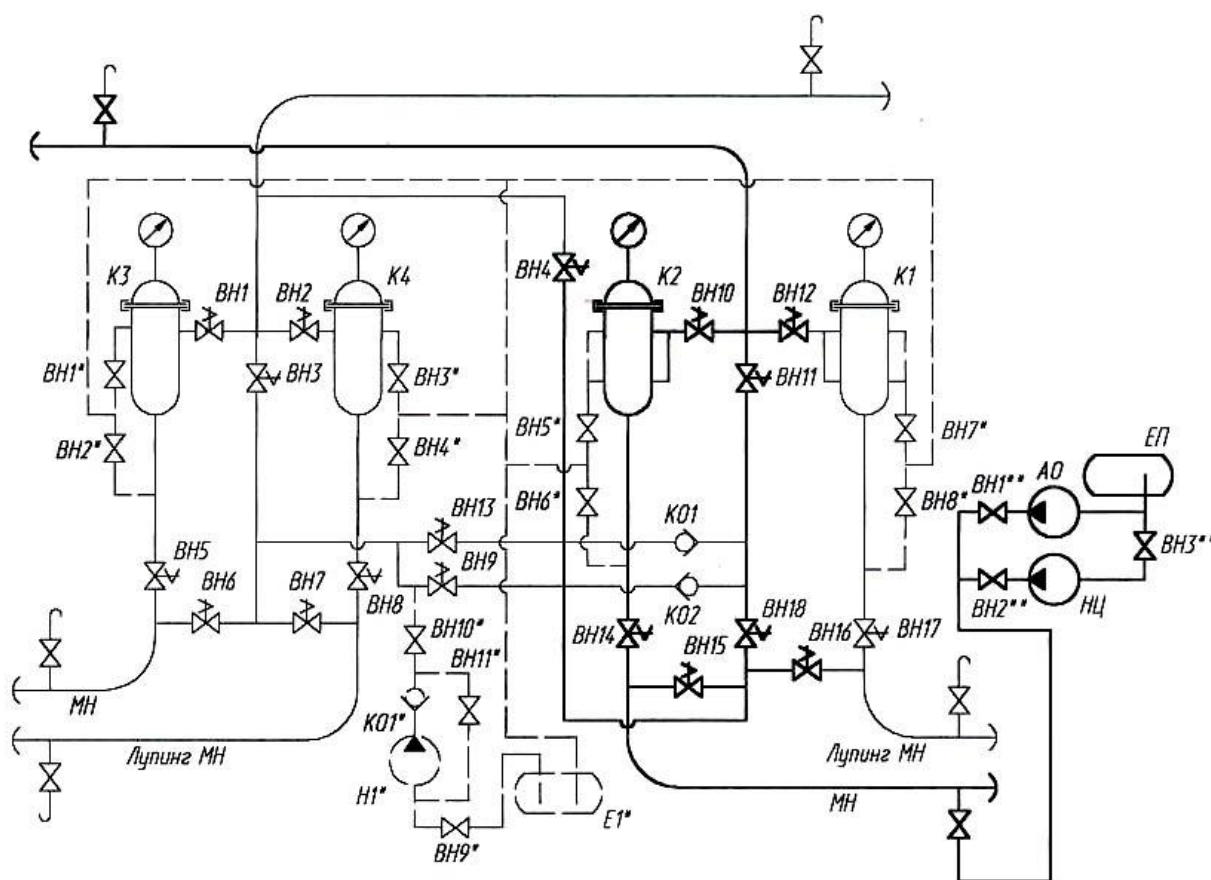 К3
ВН1
ВН2
К4
ВН4
К2
ВН10
ВН12
К1
ВН1*
ВН3
ВН3*
ВН11
ВН2*
ВН4*
ВН5*
ВН7*
ВН6*
ВН8*
ЕП
АО
ВН1**
ВН3**
ВН13
КО1
ВН5
ВН9
ВН6
ВН7
ВН8
КО2
ВН2**
НЦ
ВН10*
ВН14
ВН18
ВН15
ВН16
ВН17
ВН11*
МН
КО1*
Лупинг МН
Лупинг МН
Н1*
Е1*
МН
ВН9*